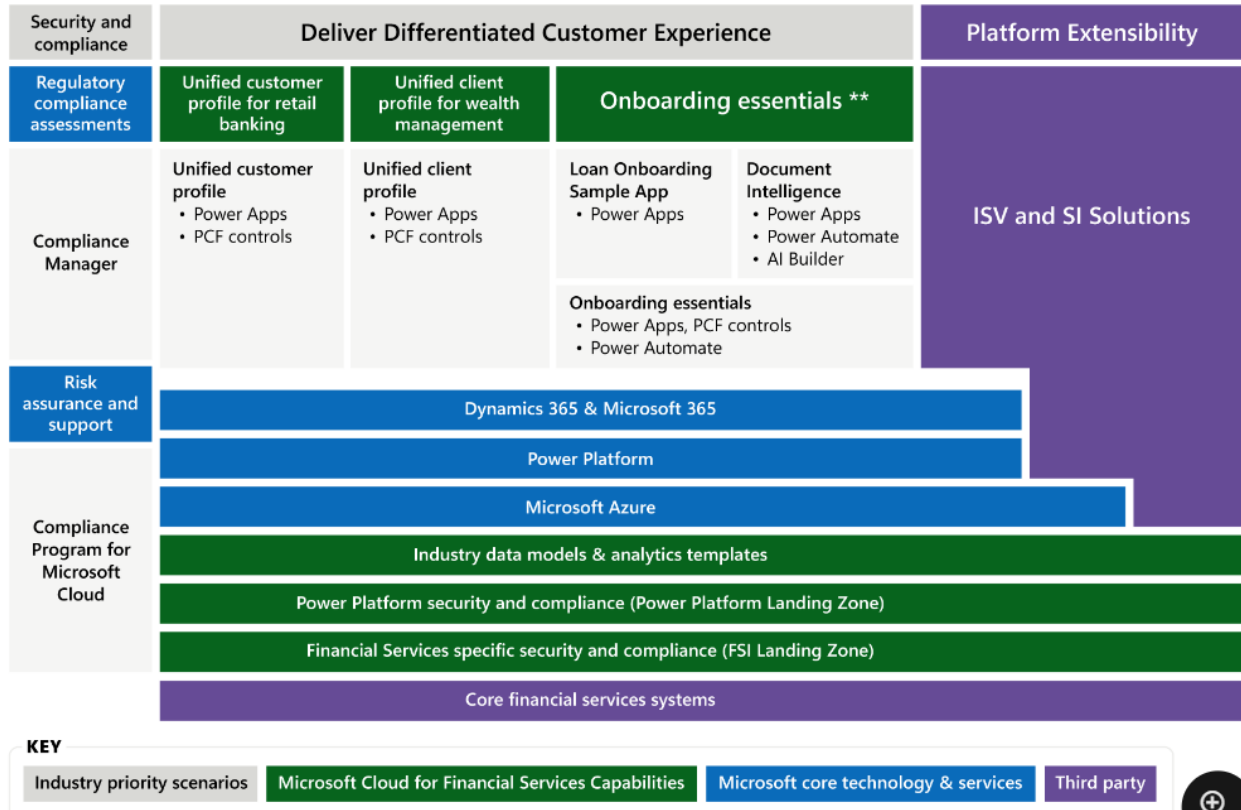 Security and
compliance
Deliver Differentiated Customer Experience
Platform Extensibility
Regulatory
compliance
assessments
Unified customer
profile for retail
banking
Unified client
profile for wealth
management
Onboarding essentials **
Compliance
Manager
Unified customer
profile
• Power Apps
• PCF controls
Unified client
profile
• Power Apps
• PCF controls
Loan Onboarding
Sample App
• Power Apps
Document
Intelligence
• Power Apps
• Power Automate
• AI Builder
Onboarding essentials
• Power Apps, PCF controls
• Power Automate
ISV and SI Solutions
Risk
assurance and
support
Compliance
Program for
Microsoft
Cloud
Dynamics 365 & Microsoft 365
Power Platform
Microsoft Azure
Industry data models & analytics templates
Power Platform security and compliance (Power Platform Landing Zone)
Financial Services specific security and compliance (FSI Landing Zone)
Core financial services systems
KEY
Industry priority scenarios
Microsoft Cloud for Financial Services Capabilities
Microsoft core technology & services
Third party